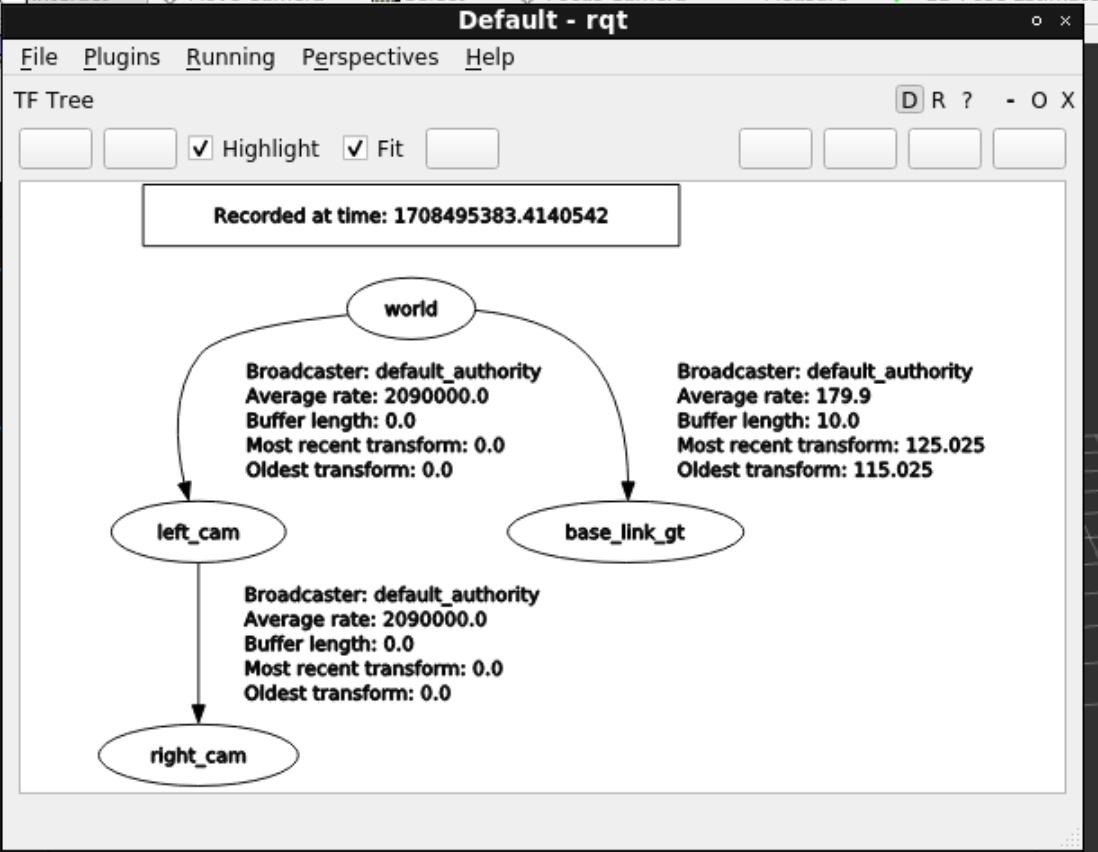 Default - rqt
File Plugins Running Perspectives Help
TF Tree
D R ? - O X
Highlight Fit
Recorded at time: 1708495383.4140542
world
Broadcaster: default_authority
Average rate: 2090000.0
Buffer length: 0.0
Most recent transform: 0.0
Oldest transform: 0.0
Broadcaster: default_authority
Average rate: 179.9
Buffer length: 10.0
Most recent transform: 125.025
Oldest transform: 115.025
left_cam
base_link_gt
Broadcaster: default_authority
Average rate: 2090000.0
Buffer length: 0.0
Most recent transform: 0.0
Oldest transform: 0.0
right_cam